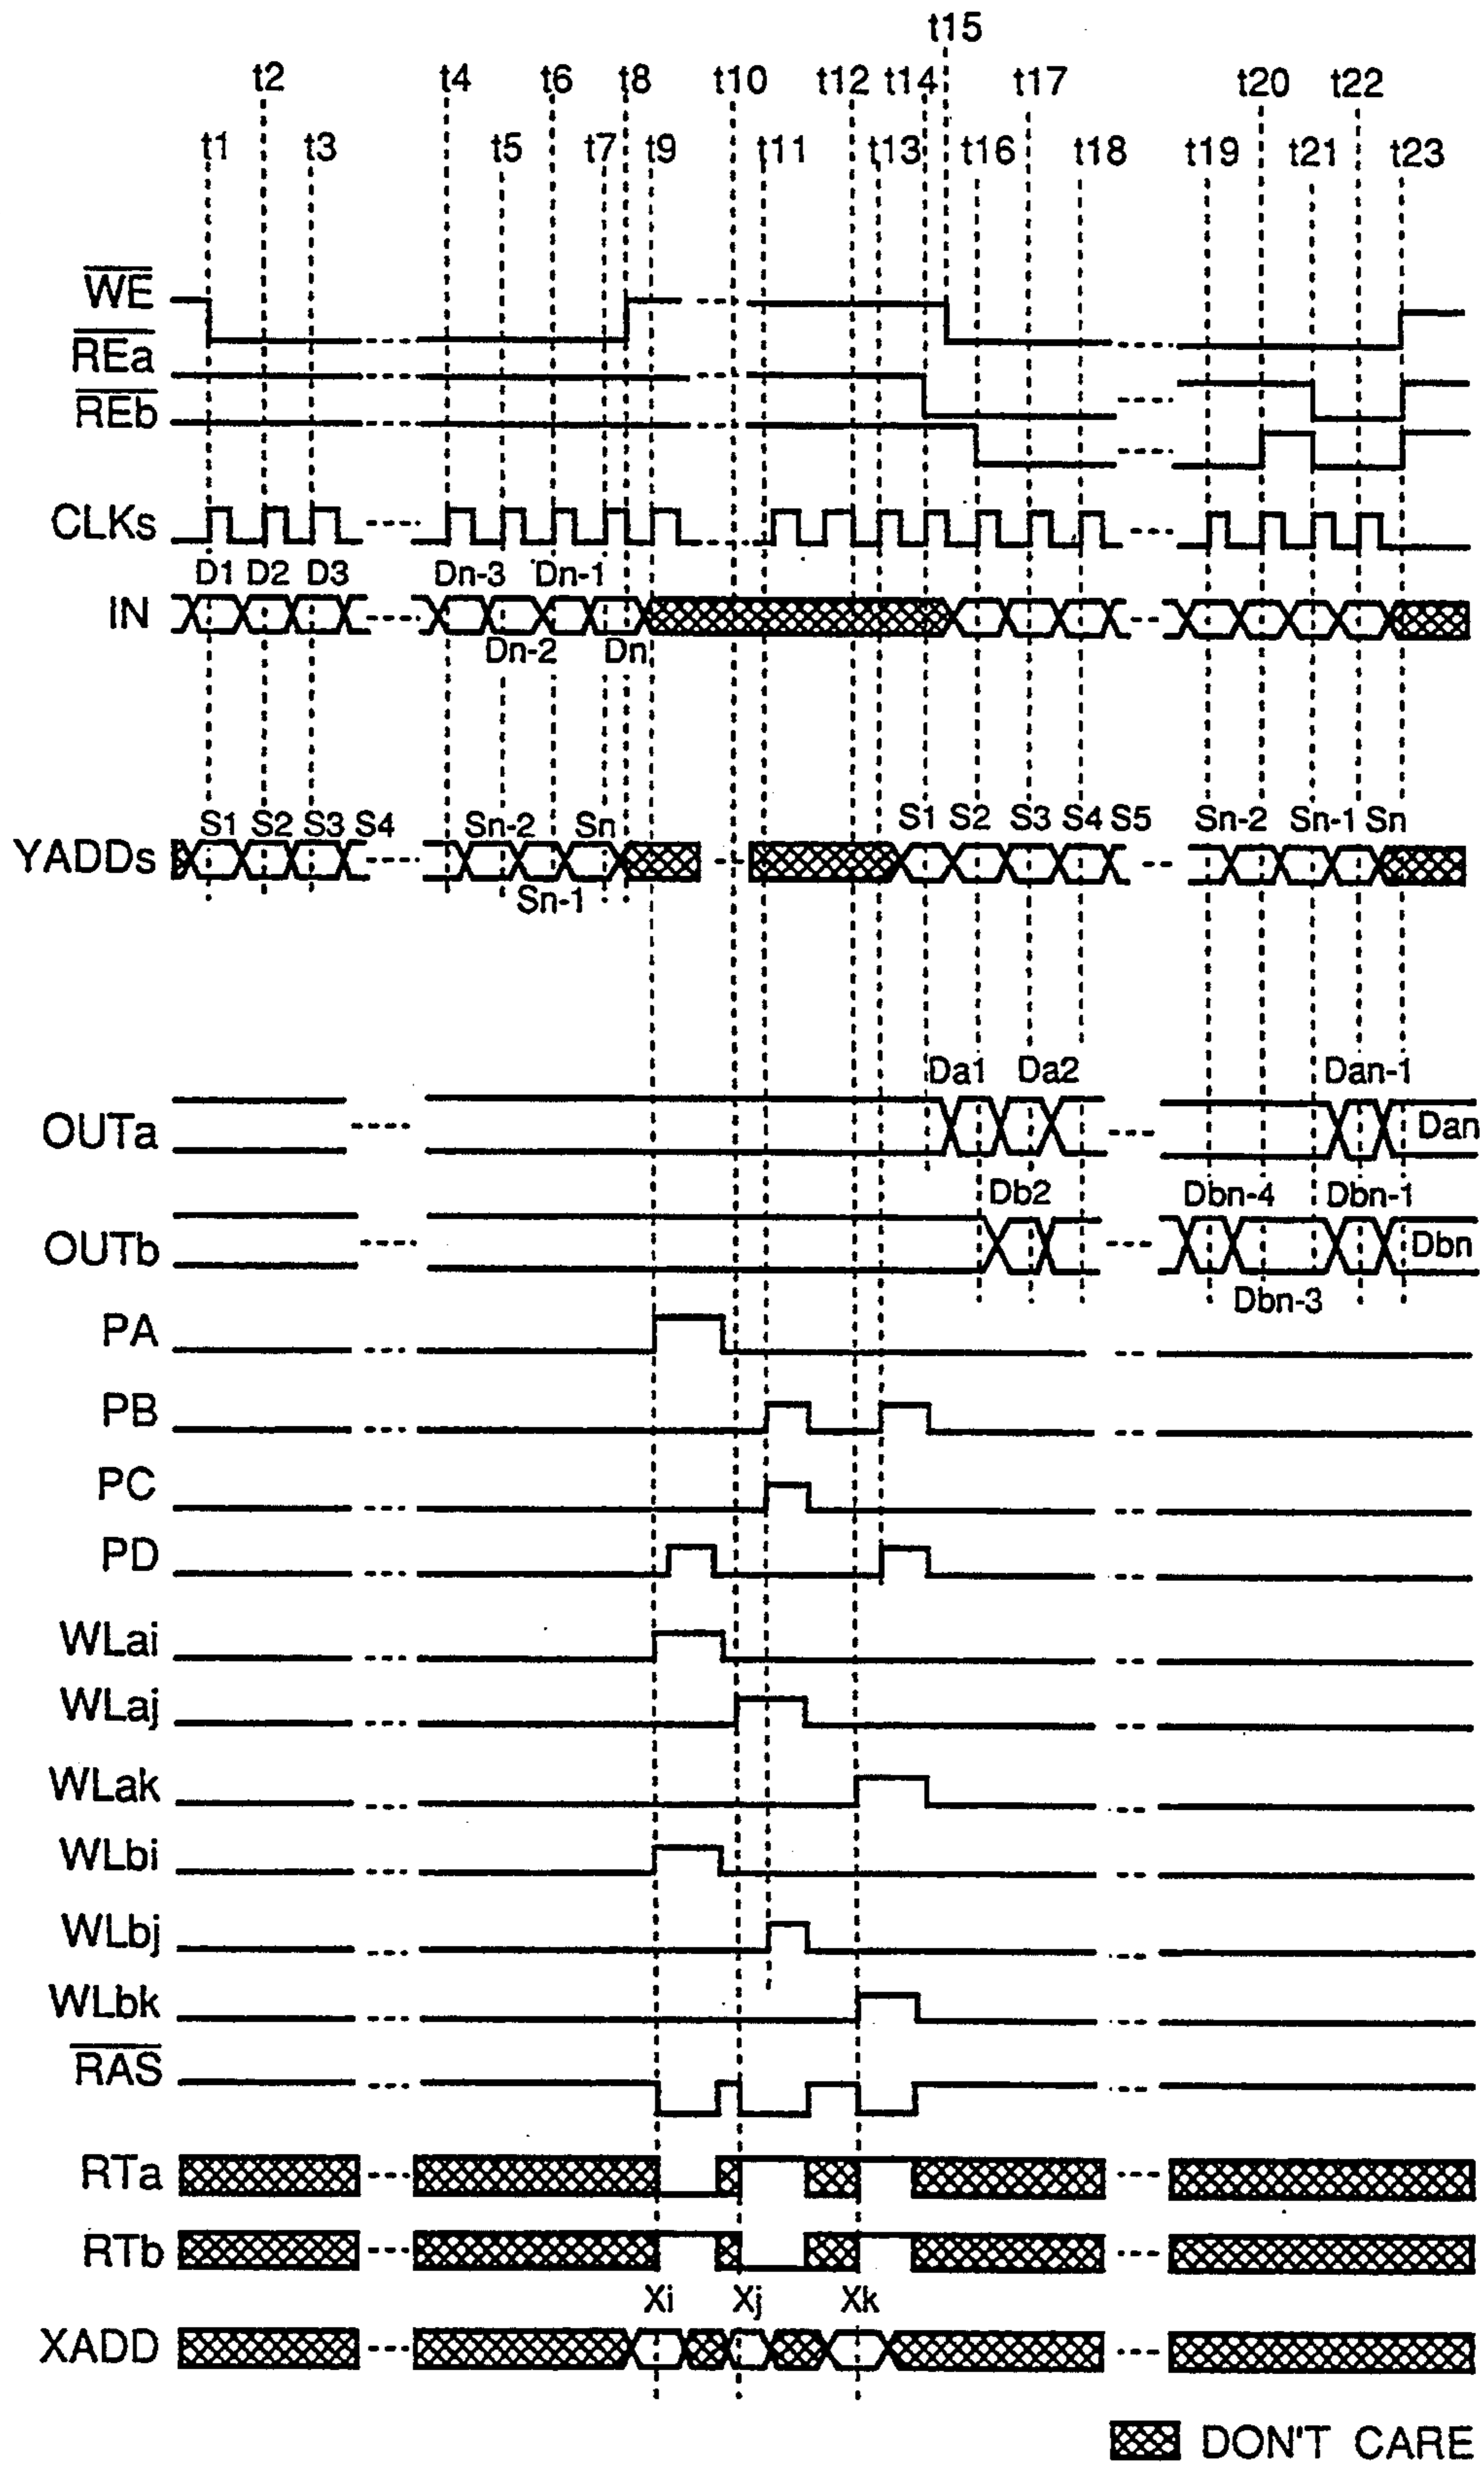 t15
t2 t4 t6 t8 t10 t12 t14 t17 t20 t22
t1 t3 t5 t7 t9 t11 t13 t16 t18 t19 t21 t23
WE
REa
REb
CLKs
D1 D2 D3 Dn-3 Dn-1
IN
Dn-2 Dn
S1 S2 S3 S4 Sn-2 Sn S1 S2 S3 S4 S5 Sn-2 Sn-1 Sn
YADDs
Sn-1
Da1 Da2 Dan-1
OUTa Dan
Db2 Dbn-4 Dbn-1
OUTb Dbn
Dbn-3
PA
PB
PC
PD
WLai
WLaj
WLak
WLbi
WLbj
WLbk
RAS
RTa
RTb
Xi Xj Xk
XADD
DON'T CARE